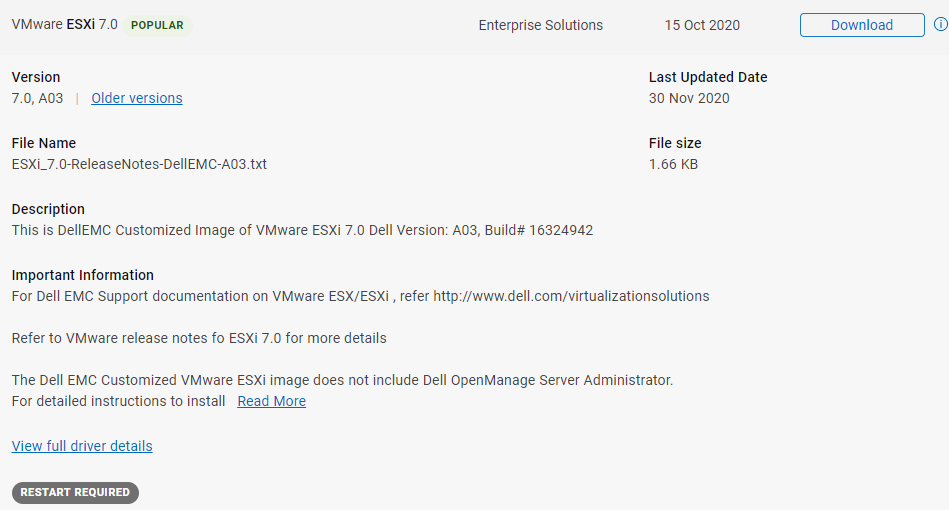 VMware ESXi 7.0 POPULAR Enterprise Solutions 15 Oct 2020 Download
Version Last Updated Date
7.0, A03 | Older versions 30 Nov 2020
File Name File size
ESXi_7.0-ReleaseNotes-DellEMC-A03.txt 1.66 KB
Description
This is DellEMC Customized Image of VMware ESXi 7.0 Dell Version: A03, Build# 16324942
Important Information
For Dell EMC Support documentation on VMware ESX/ESXi , refer http://www.dell.com/virtualizationsolutions
Refer to VMware release notes fo ESXi 7.0 for more details
The Dell EMC Customized VMware ESXi image does not include Dell OpenManage Server Administrator.
For detailed instructions to install Read More
View full driver details
RESTART REQUIRED